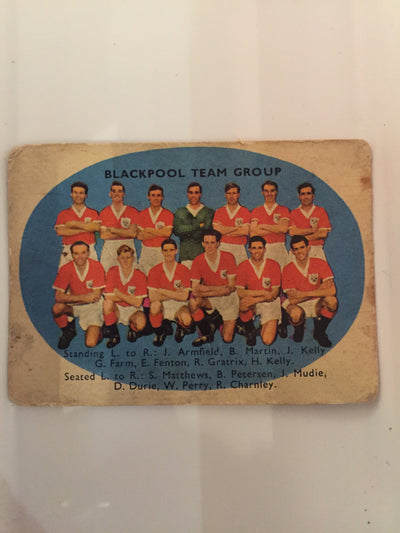 BLACKPOOL TEAM GROUP
Standing L. to R.: J. Armfield, B. Martin, J. Kelly
G. Farm, E. Fenton, R. Gratrix, H. Kelly.
Seated L. to R.: S. Matthews, B. Petersen, J. Mudie,
D. Durie, W. Perry, R. Charnley.